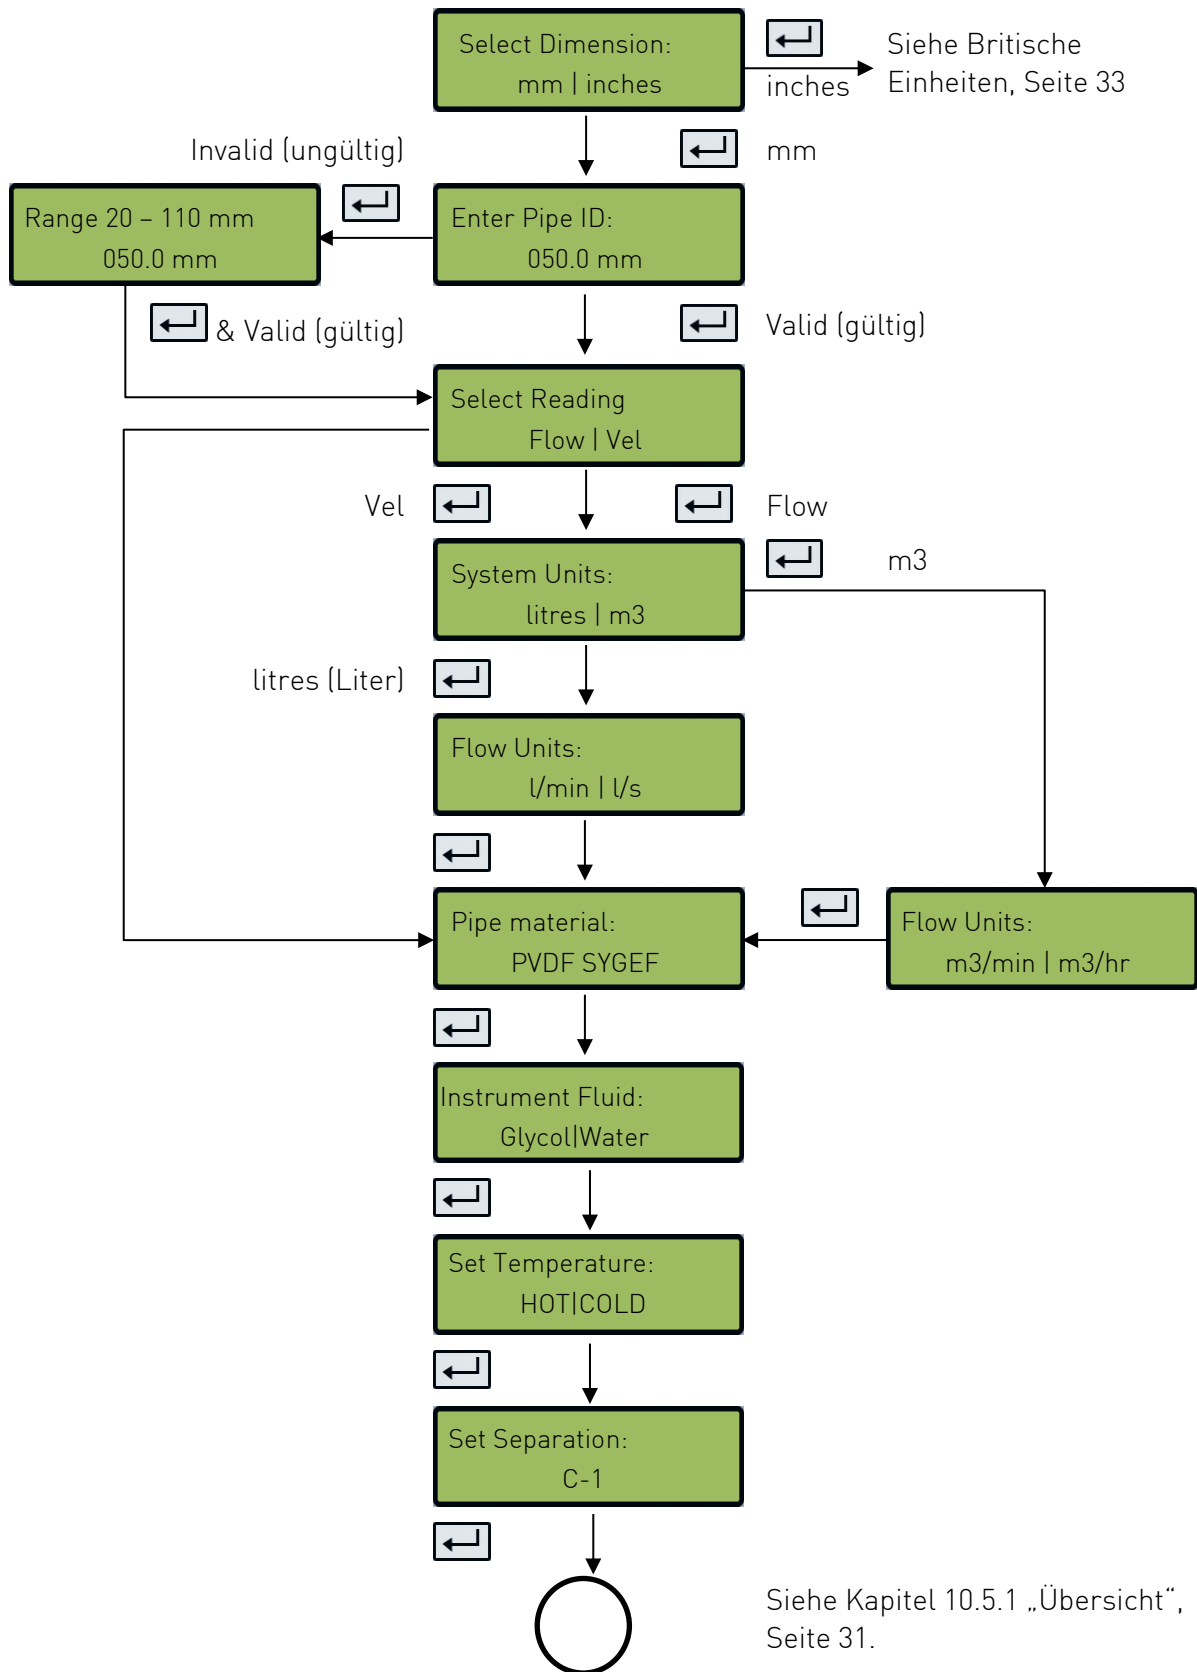 Select Dimension:
mm | inches
inches
Siehe Britische
Einheiten, Seite 33
Invalid (ungültig)
mm
Range 20 – 110 mm
050.0 mm
Enter Pipe ID:
050.0 mm
& Valid (gültig)
Valid (gültig)
Select Reading
Flow | Vel
Vel
Flow
System Units:
litres | m3
m3
litres (Liter)
Flow Units:
l/min | l/s
Pipe material:
PVDF SYGEF
Flow Units:
m3/min | m3/hr
Instrument Fluid:
Glycol|Water
Set Temperature:
HOT|COLD
Set Separation:
C-1
Siehe Kapitel 10.5.1 „Übersicht“,
Seite 31.